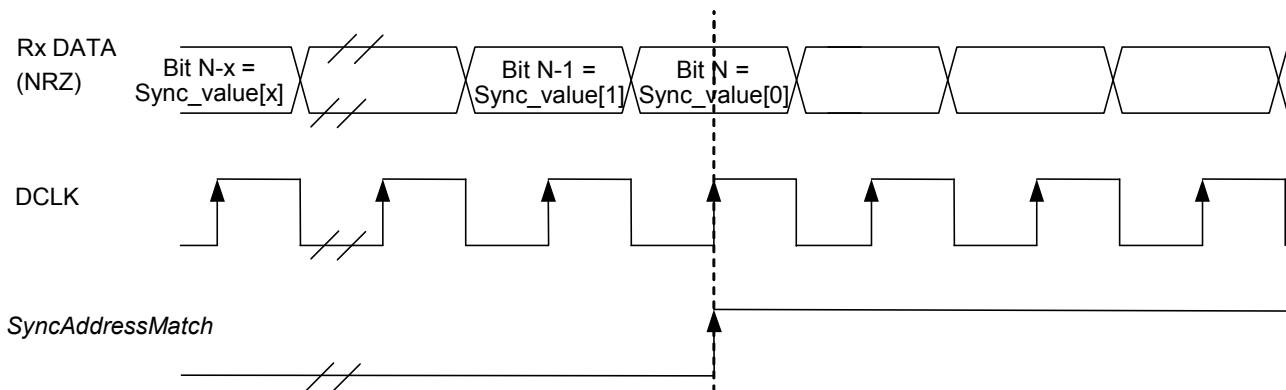 Rx DATA
(NRZ)
Bit N-x =
Sync_value[x]
Bit N-1 =
Sync_value[1]
Bit N =
Sync_value[0]
DCLK
SyncAddressMatch